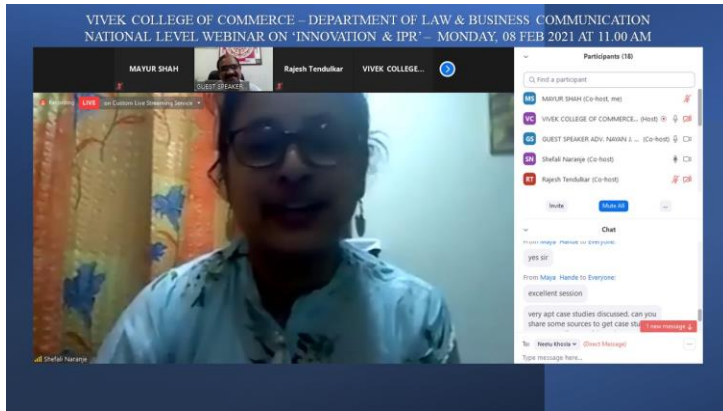 VIVEK COLLEGE OF COMMERCE – DEPARTMENT OF LAW & BUSINESS COMMUNICATION
NATIONAL LEVEL WEBINAR ON ‘INNOVATION & IPR’ – MONDAY, 08 FEB 2021 AT 11.00 AM
MAYUR SHAH
GUEST SPEAKER
Rajesh Tendulkar
VIVEK COLLEGE...
Recording
LIVE on Custom Live Streaming Service
Shefali Naranje
Participants (18)
Find a participant
MS MAYUR SHAH (Co-host, me)
VC VIVEK COLLEGE OF COMMERCE... (Host)
GS GUEST SPEAKER ADV. NAYAN J. ... (Co-host)
SN Shefali Naranje (Co-host)
RT Rajesh Tendulkar (Co-host)
Invite
Mute All
...
Chat
From Maya Hande to Everyone:
yes sir
From Maya Hande to Everyone:
excellent session
very apt case studies discussed. can you
share some sources to get case
1 new message
To: Neetu Khosla (Direct Message)
...
Type message here...